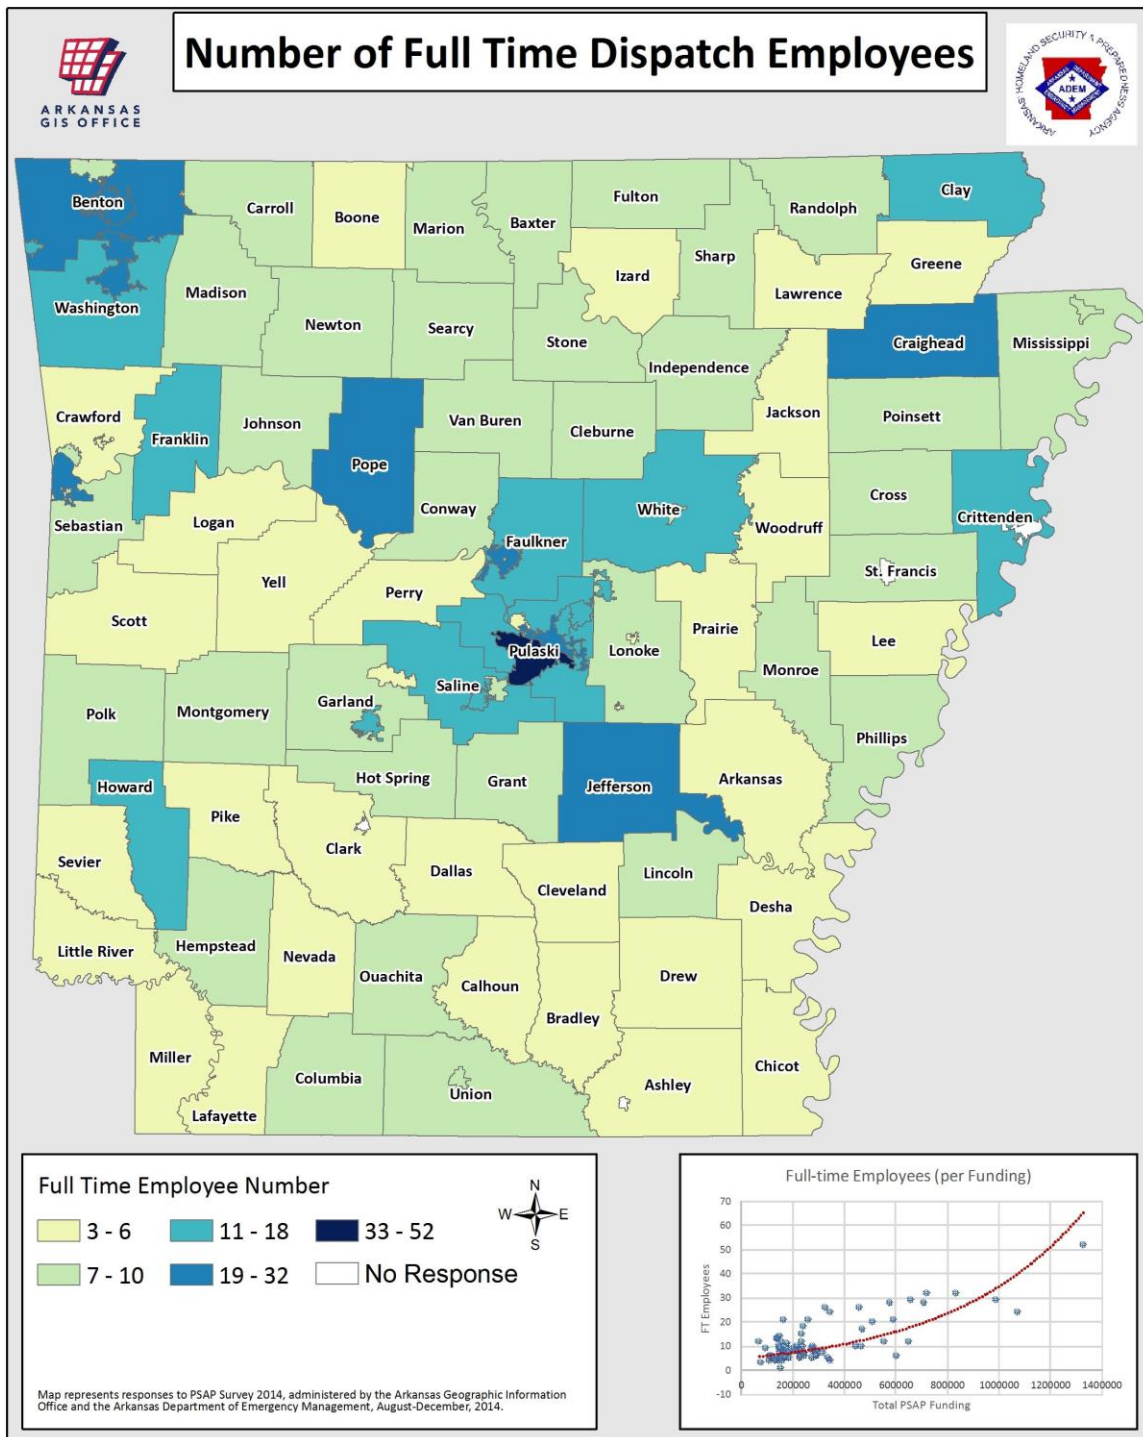 Number of Full Time Dispatch Employees
ARKANSAS
GIS OFFICE
ARKANSAS' HOMELAND SECURITY & PREPAREDNESS AGENCY
ADEM
Benton
Carroll
Boone
Marion
Baxter
Fulton
Randolph
Clay
Sharp
Izard
Greene
Lawrence
Washington
Madison
Newton
Searcy
Stone
Independence
Craighead
Mississippi
Crawford
Franklin
Johnson
Pope
Van Buren
Cleburne
Jackson
Poinsett
Sebastian
Logan
Conway
Faulkner
White
Woodruff
Cross
Crittenden
Scott
Yell
Perry
Pulaski
Lonoke
Prairie
St. Francis
Lee
Monroe
Polk
Montgomery
Garland
Saline
Phillips
Howard
Hot Spring
Grant
Jefferson
Arkansas
Pike
Clark
Sevier
Dallas
Cleveland
Lincoln
Desha
Little River
Hempstead
Nevada
Ouachita
Calhoun
Bradley
Drew
Miller
Lafayette
Columbia
Union
Ashley
Chicot
Full Time Employee Number
N
W E
S
3 - 6
11 - 18
33 - 52
7 - 10
19 - 32
No Response
Map represents responses to PSAP Survey 2014, administered by the Arkansas Geographic Information
Office and the Arkansas Department of Emergency Management, August-December, 2014.
Full-time Employees (per Funding)
70
60
50
40
30
20
10
0
-10
FT Employees
0 200000 400000 600000 800000 1000000 1200000 1400000
Total PSAP Funding